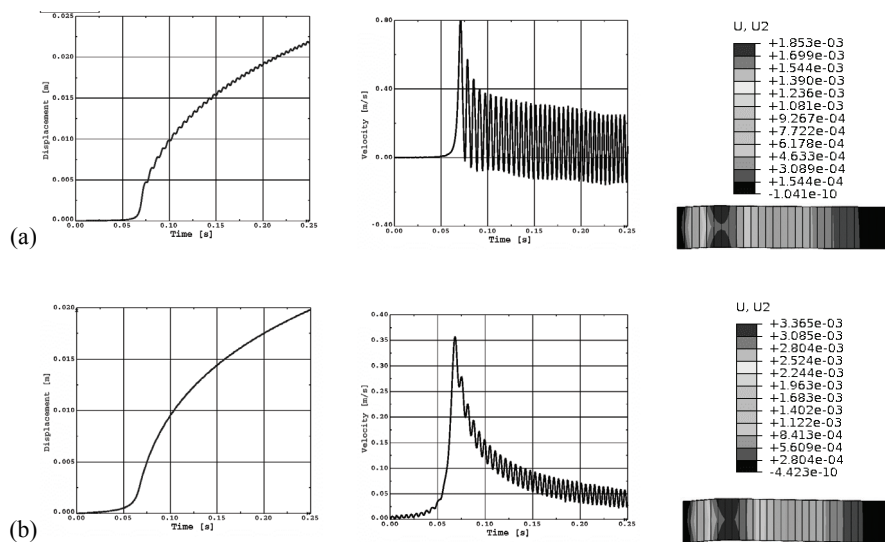 0.025
0.020
0.015
0.010
0.005
0.000
Displacement [m]
0.00 0.05 0.10 0.15 0.20 0.25
Time [s]
0.80
0.40
0.00
-0.40
Velocity [m/s]
0.00 0.05 0.10 0.15 0.20 0.25
Time [s]
U, U2
+1.853e-03
+1.699e-03
+1.544e-03
+1.390e-03
+1.236e-03
+1.081e-03
+9.267e-04
+7.722e-04
+6.178e-04
+4.633e-04
+3.089e-04
+1.544e-04
-1.041e-10
(a)
0.020
0.015
0.010
0.005
0.000
Displacement [m]
0.00 0.05 0.10 0.15 0.20 0.25
Time [s]
0.40
0.35
0.30
0.25
0.20
0.15
0.10
0.05
0.00
Velocity [m/s]
0.00 0.05 0.10 0.15 0.20 0.25
Time [s]
U, U2
+3.365e-03
+3.085e-03
+2.804e-03
+2.524e-03
+2.244e-03
+1.963e-03
+1.683e-03
+1.402e-03
+1.122e-03
+8.413e-04
+5.609e-04
+2.804e-04
-4.423e-10
(b)